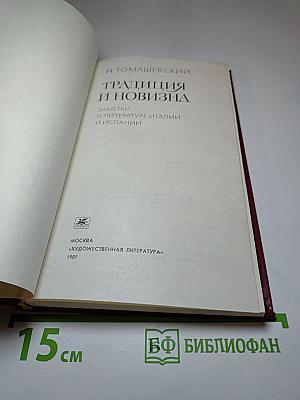 Н. ТОМАШЕВСКИЙ
ТРАДИЦИЯ
И НОВИЗНА
ЗАМЕТКИ
О ЛИТЕРАТУРЕ ИТАЛИИ
И ИСПАНИИ
МОСКВА
«ХУДОЖЕСТВЕННАЯ ЛИТЕРАТУРА»
1981
15 см
БФ БИБЛИОФАН